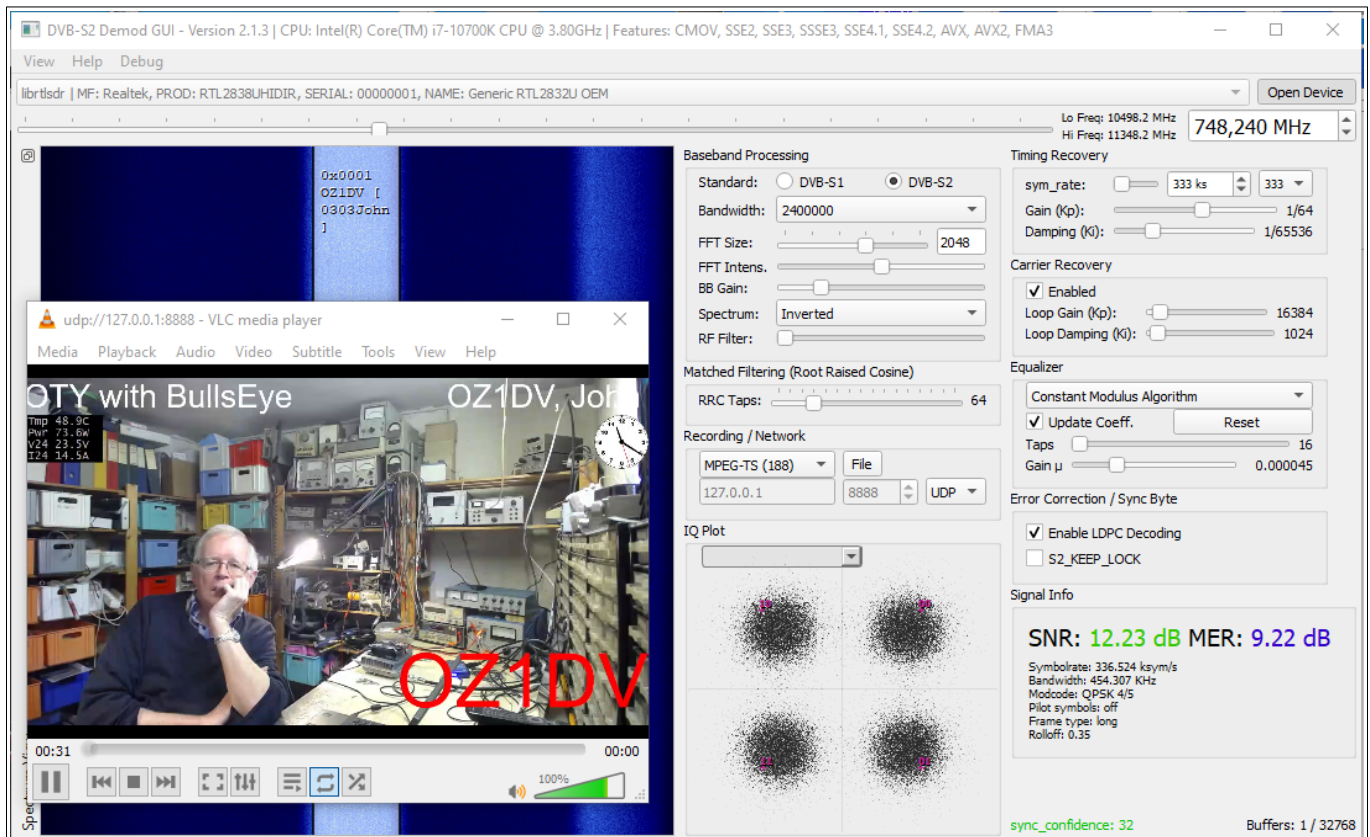 DVB-S2 Demod GUI - Version 2.1.3 | CPU: Intel(R) Core(TM) i7-10700K CPU @ 3.80GHz | Features: CMOV, SSE2, SSE3, SSSE3, SSE4.1, SSE4.2, AVX, AVX2, FMA3
View Help Debug
librtlsdr | MF: Realtek, PROD: RTL2838UHIDIR, SERIAL: 00000001, NAME: Generic RTL2832U OEM
Open Device
Lo Freq: 10498.2 MHz
Hi Freq: 11348.2 MHz
748,240 MHz
0x0001
OZ1DV [
0303John
]
udp://127.0.0.1:8888 - VLC media player
Media Playback Audio Video Subtitle Tools View Help
OTY with BullsEye
OZ1DV, Joh
Tmp 48.9C
Pwr 73.6W
V24 23.5V
I24 14.5A
OZ1DV
00:31
00:00
100%
Baseband Processing
Standard: DVB-S1 DVB-S2
Bandwidth: 2400000
FFT Size: 2048
FFT Intens.
BB Gain:
Spectrum: Inverted
RF Filter:
Matched Filtering (Root Raised Cosine)
RRC Taps: 64
Recording / Network
MPEG-TS (188) File
127.0.0.1 8888 UDP
IQ Plot
10
00
11
01
Timing Recovery
sym_rate: 333 ks 333
Gain (Kp): 1/64
Damping (Ki): 1/65536
Carrier Recovery
Enabled
Loop Gain (Kp): 16384
Loop Damping (Ki): 1024
Equalizer
Constant Modulus Algorithm
Update Coeff. Reset
Taps 16
Gain µ 0.000045
Error Correction / Sync Byte
Enable LDPC Decoding
S2_KEEP_LOCK
Signal Info
SNR: 12.23 dB MER: 9.22 dB
Symbolrate: 336.524 ksym/s
Bandwidth: 454.307 KHz
Modcode: QPSK 4/5
Pilot symbols: off
Frame type: long
Rolloff: 0.35
sync_confidence: 32
Buffers: 1 / 32768